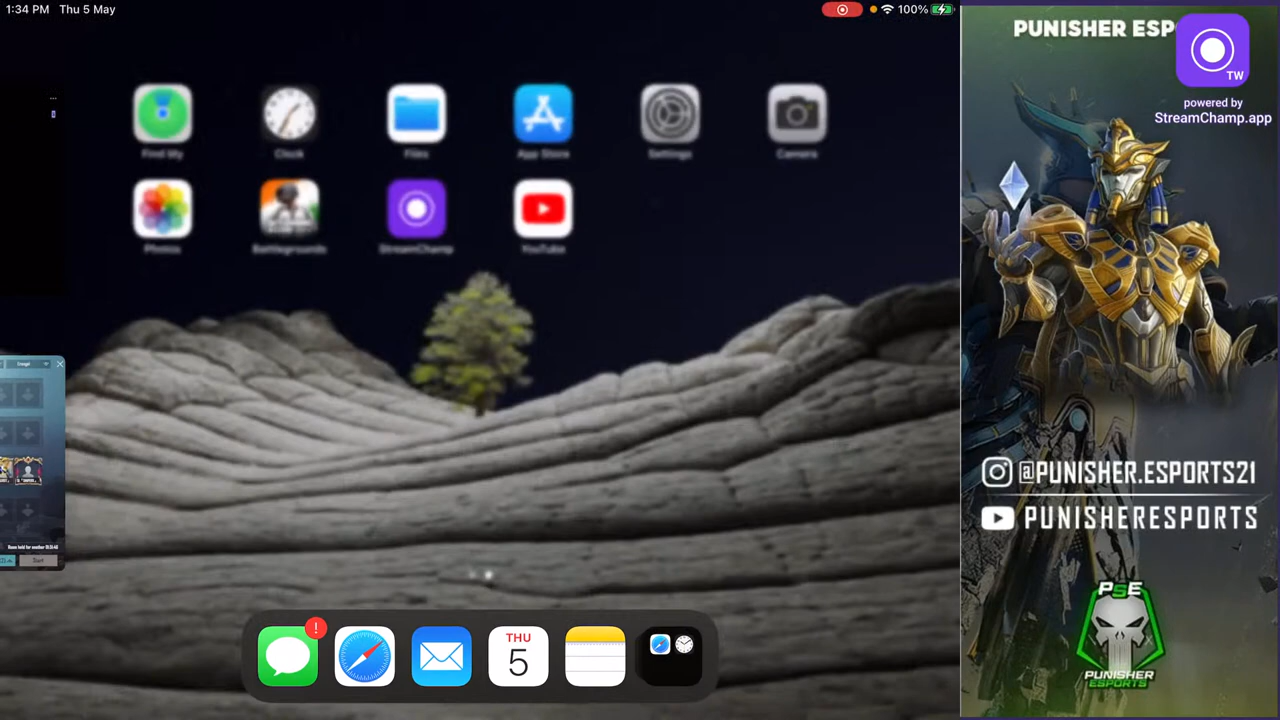 1:34 PM Thu 5 May
100%
Find My
Clock
Files
App Store
Settings
Camera
Photos
Battlegrounds
StreamChamp
YouTube
Start
!
THU
5
PUNISHER ESP
TW
powered by
StreamChamp.app
@PUNISHER.ESPORTS21
PUNISHERESPORTS
PSE
PUNISHER
ESPORTS